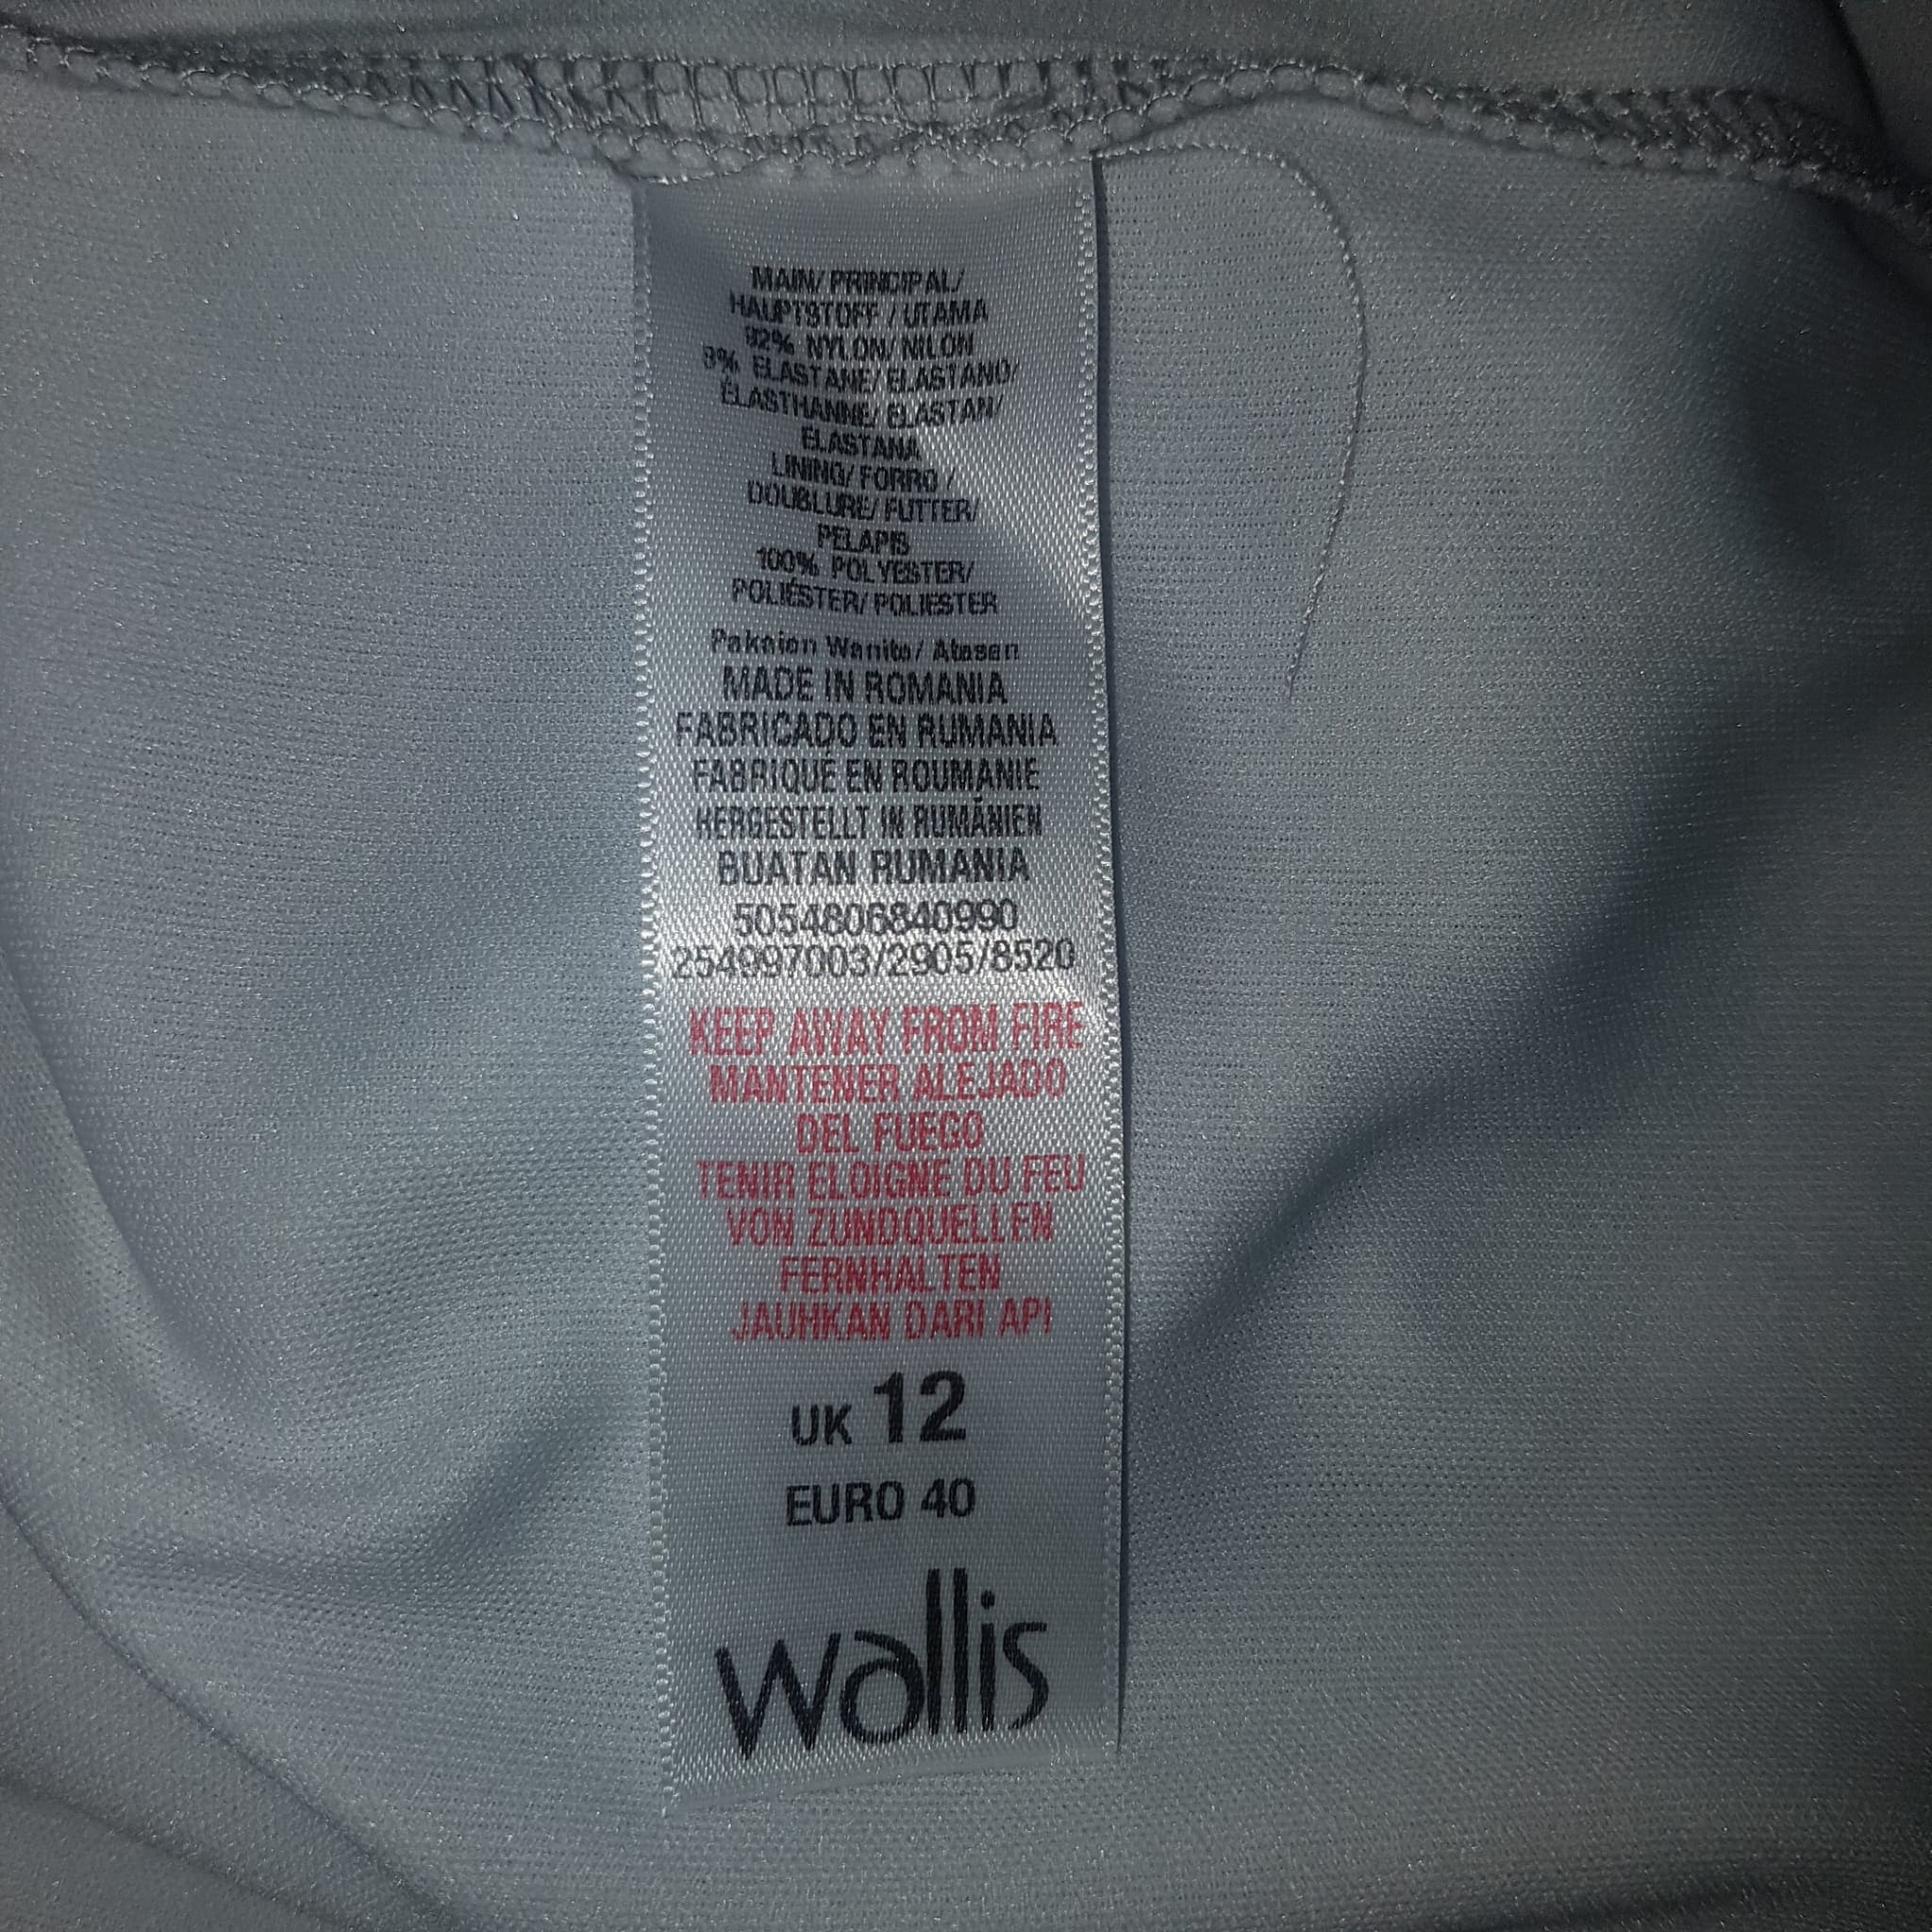 MAIN/ PRINCIPAL/
HAUPTSTOFF / UTAMA
92% NYLON/ NILON
8% ELASTANE/ ELASTANO/
ÉLASTHANNE/ ELASTAN/
ELASTANA
LINING/ FORRO /
DOUBLURE/ FUTTER/
PELAPIS
100% POLYESTER/
POLIÉSTER/ POLIESTER
Pakaian Wanita/ Atasan
MADE IN ROMANIA
FABRICADO EN RUMANIA
FABRIQUÉ EN ROUMANIE
HERGESTELLT IN RUMÄNIEN
BUATAN RUMANIA
5054806840990
254997003/2905/8520
KEEP AWAY FROM FIRE
MANTENER ALEJADO
DEL FUEGO
TENIR ELOIGNE DU FEU
VON ZUNDQUELLEN
FERNHALTEN
JAUHKAN DARI API
UK 12
EURO 40
wallis